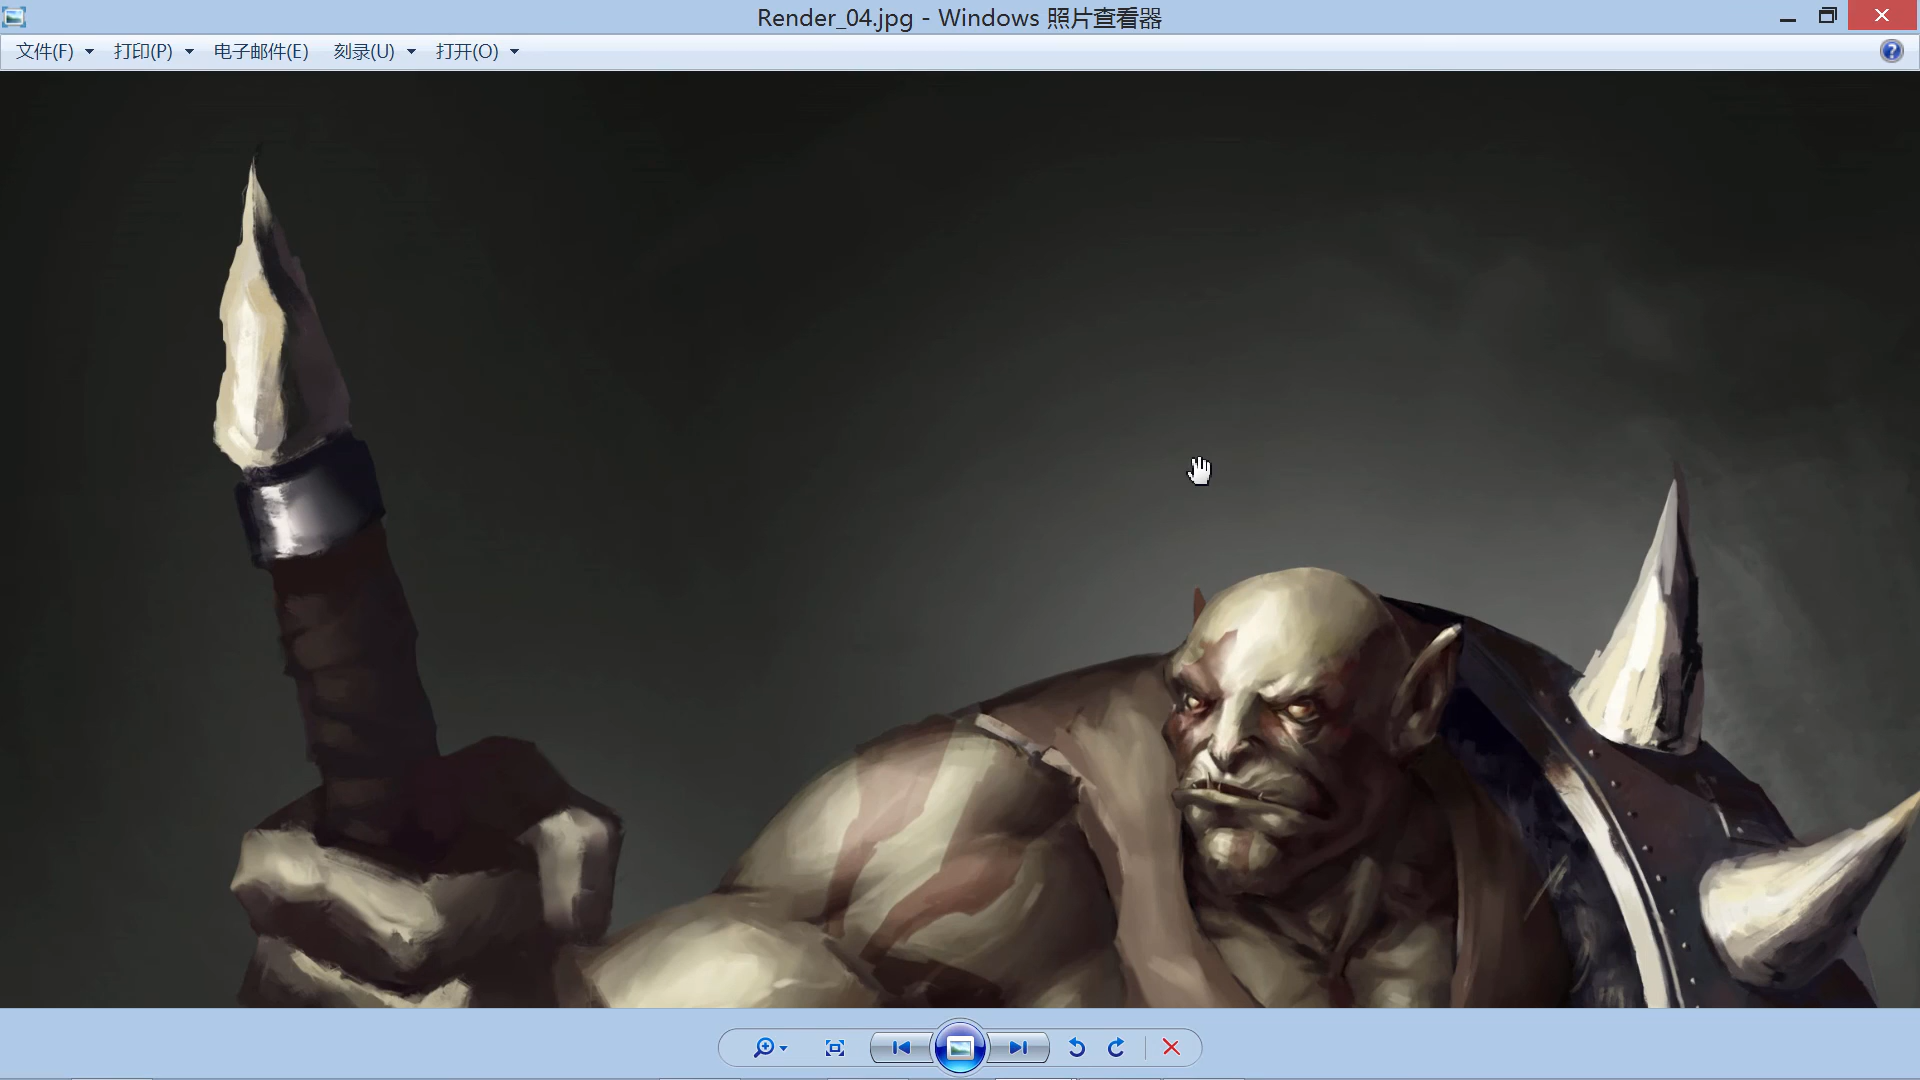 Render_04.jpg - Windows 照片查看器
文件(F) 打印(P) 电子邮件(E) 刻录(U) 打开(O)